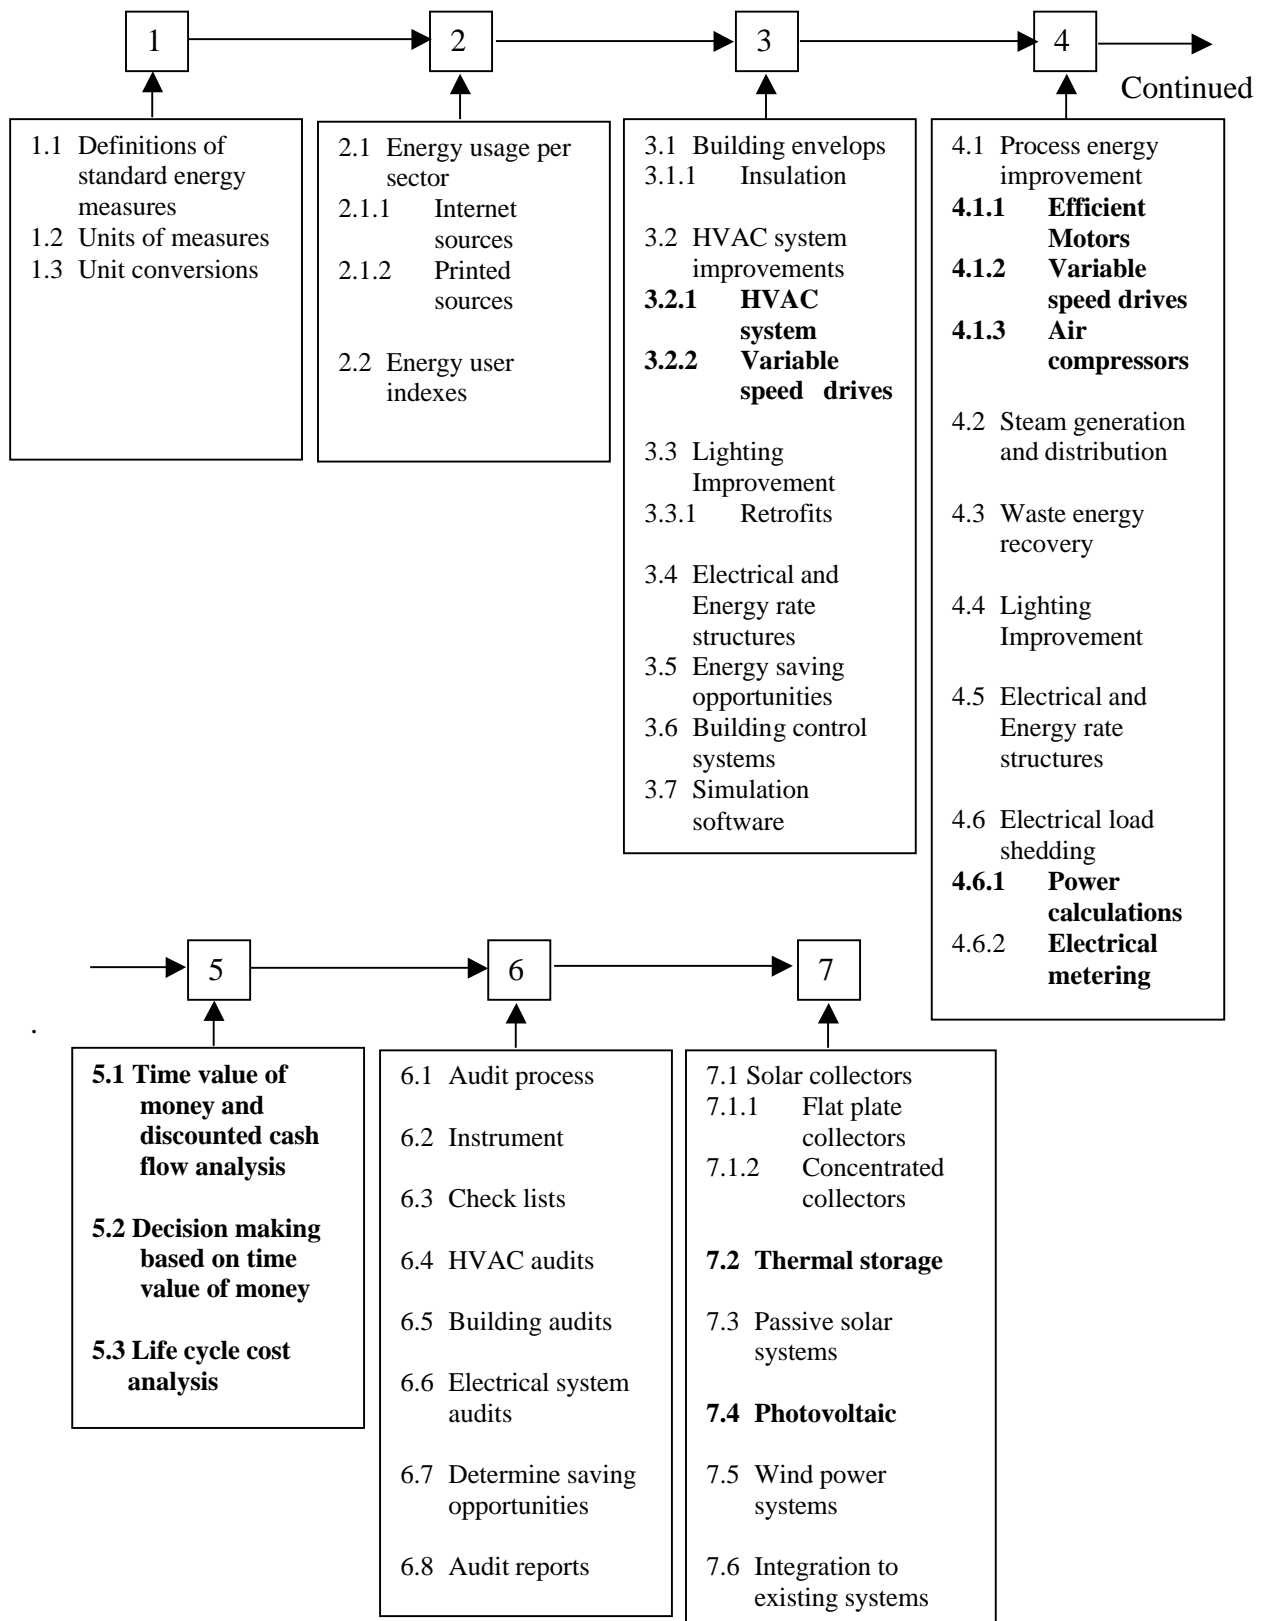 1
2
3
4
Continued
1.1 Definitions of
standard energy
measures
1.2 Units of measures
1.3 Unit conversions
2.1 Energy usage per
sector
2.1.1 Internet
sources
2.1.2 Printed
sources
2.2 Energy user
indexes
3.1 Building envelops
3.1.1 Insulation
3.2 HVAC system
improvements
3.2.1 HVAC
system
3.2.2 Variable
speed drives
3.3 Lighting
Improvement
3.3.1 Retrofits
3.4 Electrical and
Energy rate
structures
3.5 Energy saving
opportunities
3.6 Building control
systems
3.7 Simulation
software
4.1 Process energy
improvement
4.1.1 Efficient
Motors
4.1.2 Variable
speed drives
4.1.3 Air
compressors
4.2 Steam generation
and distribution
4.3 Waste energy
recovery
4.4 Lighting
Improvement
4.5 Electrical and
Energy rate
structures
4.6 Electrical load
shedding
4.6.1 Power
calculations
4.6.2 Electrical
metering
5
6
7
.
5.1 Time value of
money and
discounted cash
flow analysis
5.2 Decision making
based on time
value of money
5.3 Life cycle cost
analysis
6.1 Audit process
6.2 Instrument
6.3 Check lists
6.4 HVAC audits
6.5 Building audits
6.6 Electrical system
audits
6.7 Determine saving
opportunities
6.8 Audit reports
7.1 Solar collectors
7.1.1 Flat plate
collectors
7.1.2 Concentrated
collectors
7.2 Thermal storage
7.3 Passive solar
systems
7.4 Photovoltaic
7.5 Wind power
systems
7.6 Integration to
existing systems